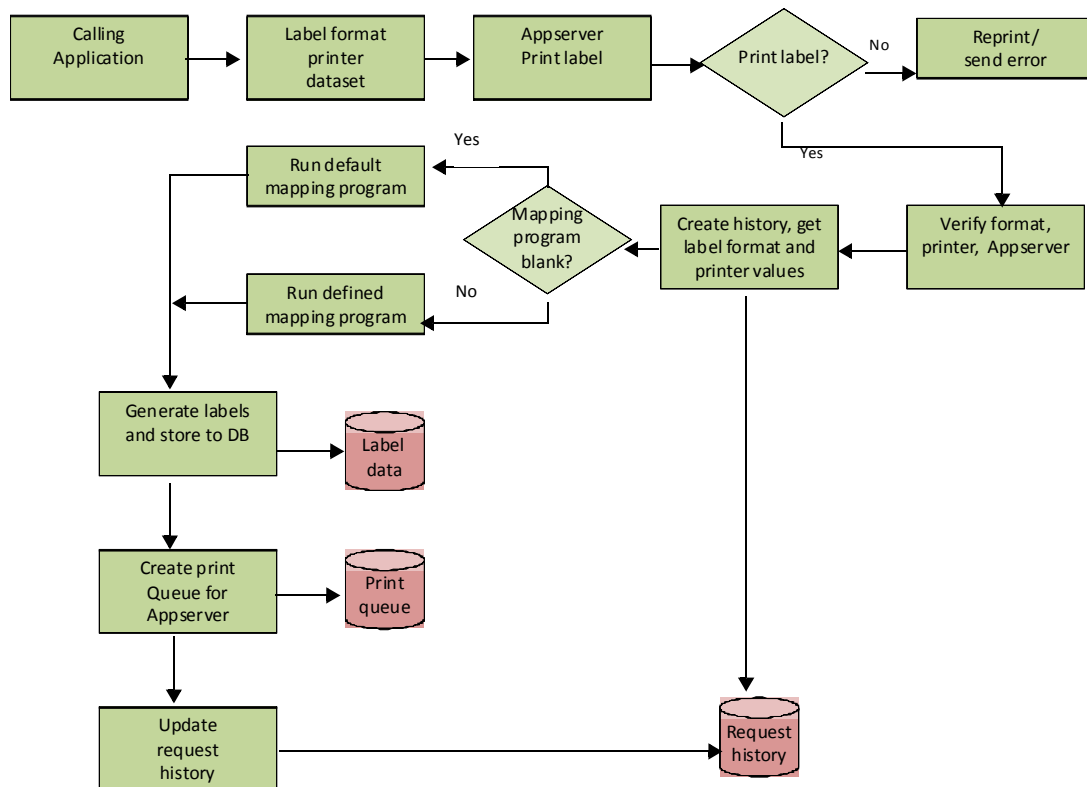 Calling
Application
Label format
printer
dataset
Appserver
Print label
Print label?
No
Reprint/
send error
Yes
Yes
Run default
mapping program
Mapping
program
blank?
Create history, get
label format and
printer values
Verify format,
printer, Appserver
No
Run defined
mapping program
Generate labels
and store to DB
Label
data
Create print
Queue for
Appserver
Print
queue
Update
request
history
Request
history